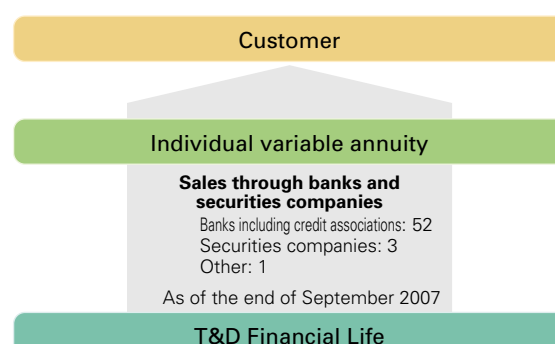 Customer
Individual variable annuity
Sales through banks and
securities companies
Banks including credit associations: 52
Securities companies: 3
Other: 1
As of the end of September 2007
T&D Financial Life